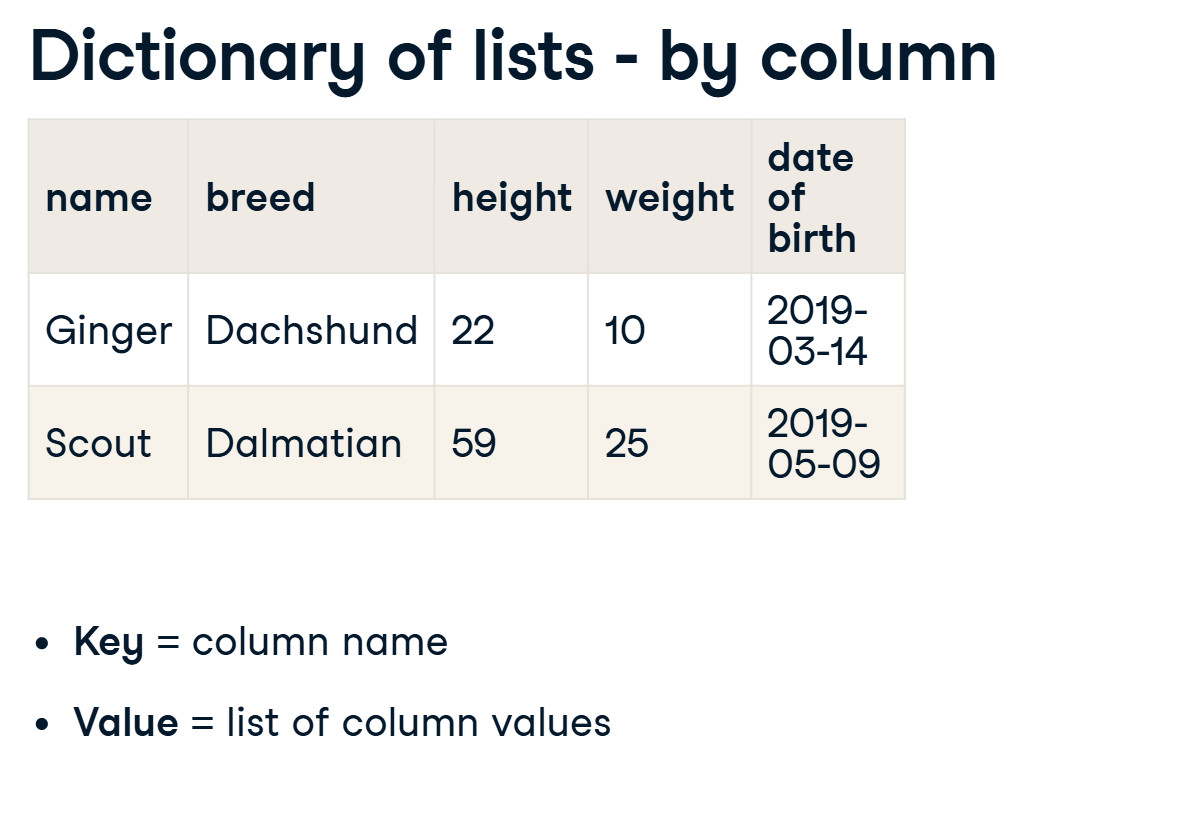 Dictionary of lists - by column
name breed height weight date of birth
Ginger Dachshund 22 10 2019-03-14
Scout Dalmatian 59 25 2019-05-09
• Key = column name
• Value = list of column values